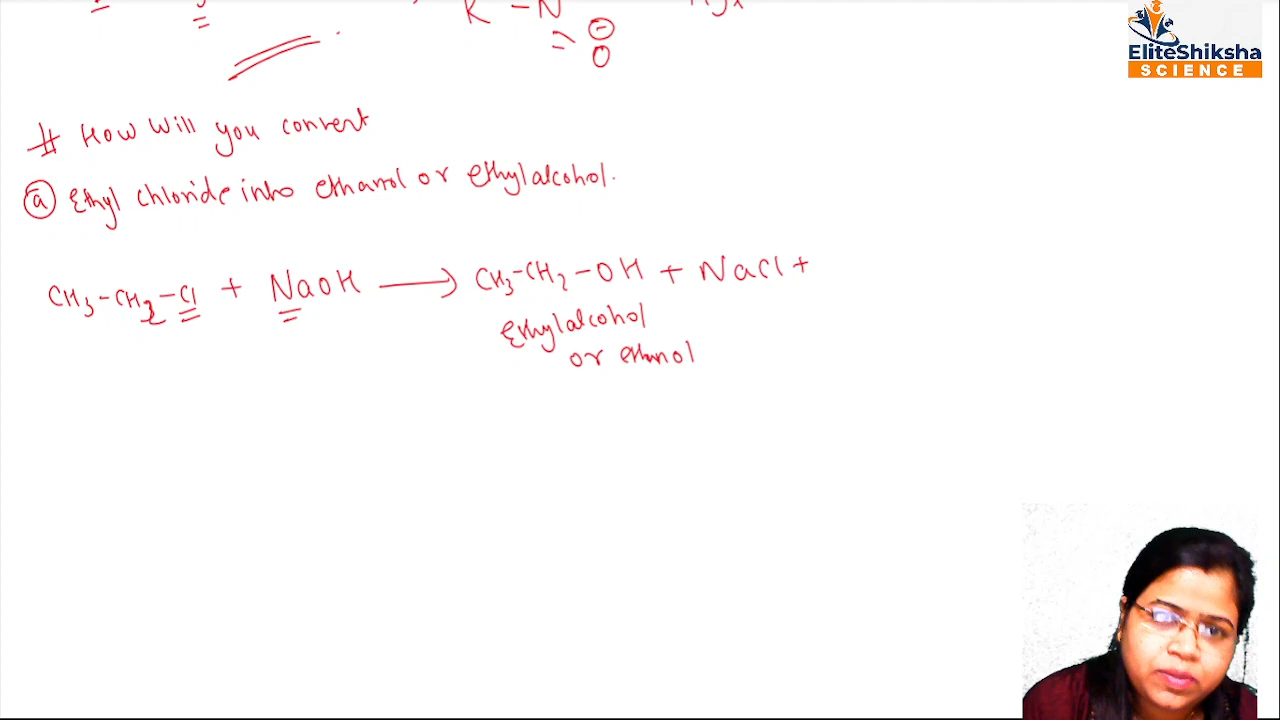 K – N
⊖
O
EliteShiksha
SCIENCE
# How will you convert
ⓐ Ethyl chloride into ethanol or ethylalcohol.
CH3-CH2-Cl + NaOH ⟶ CH3-CH2-OH + NaCl +
Ethylalcohol
or ethanol